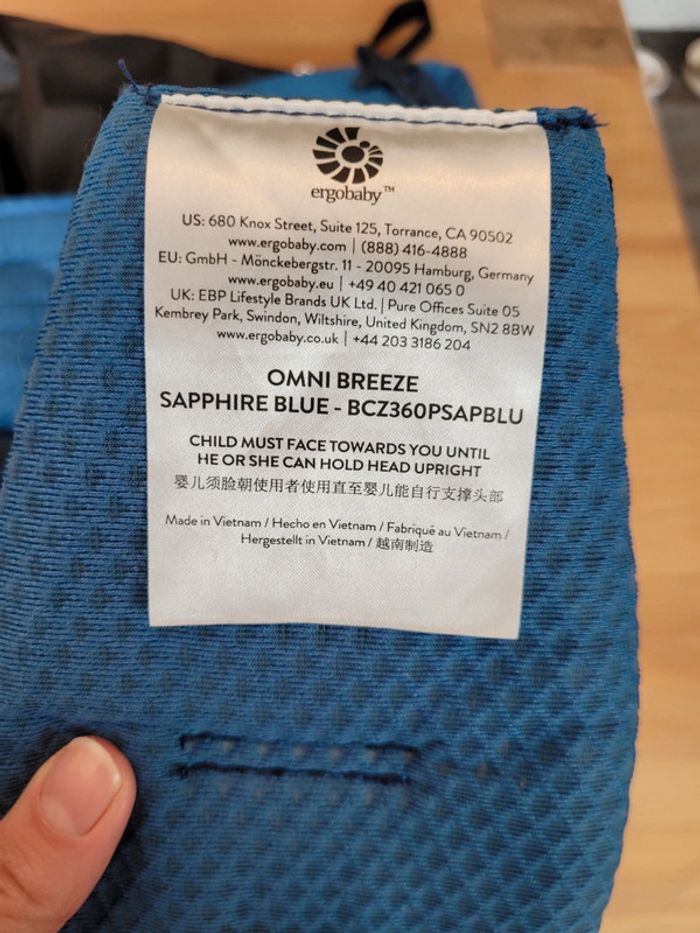 ergobaby™
US: 680 Knox Street, Suite 125, Torrance, CA 90502
www.ergobaby.com | (888) 416-4888
EU: GmbH - Mönckebergstr. 11 - 20095 Hamburg, Germany
www.ergobaby.eu | +49 40 421 065 0
UK: EBP Lifestyle Brands UK Ltd. | Pure Offices Suite 05
Kembrey Park, Swindon, Wiltshire, United Kingdom, SN2 8BW
www.ergobaby.co.uk | +44 203 3186 204
OMNI BREEZE
SAPPHIRE BLUE - BCZ360PSAPBLU
CHILD MUST FACE TOWARDS YOU UNTIL
HE OR SHE CAN HOLD HEAD UPRIGHT
婴儿须脸朝使用者使用直至婴儿能自行支撑头部
Made in Vietnam / Hecho en Vietnam / Fabriqué au Vietnam /
Hergestellt in Vietnam / 越南制造